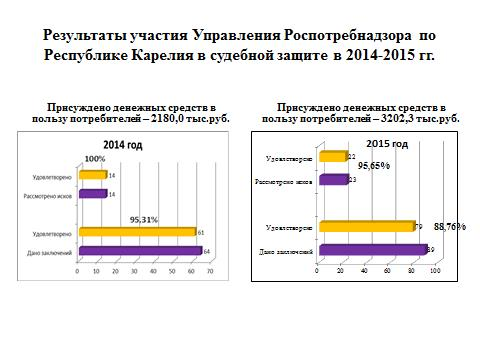 Результаты участия Управления Роспотребнадзора по
Республике Карелия в судебной защите в 2014-2015 гг.
Присуждено денежных средств в
пользу потребителей – 2180,0 тыс.руб.
2014 год
100%
Удовлетворено 14
Рассмотрено исков 14
95,31%
Удовлетворено 61
Дано заключений 64
0 10 20 30 40 50 60 70
Присуждено денежных средств в
пользу потребителей – 3202,3 тыс.руб.
2015 год
Удовлетворено 22
95,65%
Рассмотрено исков 23
Удовлетворено 79 88,76%
Дано заключений 89
0 20 40 60 80 100